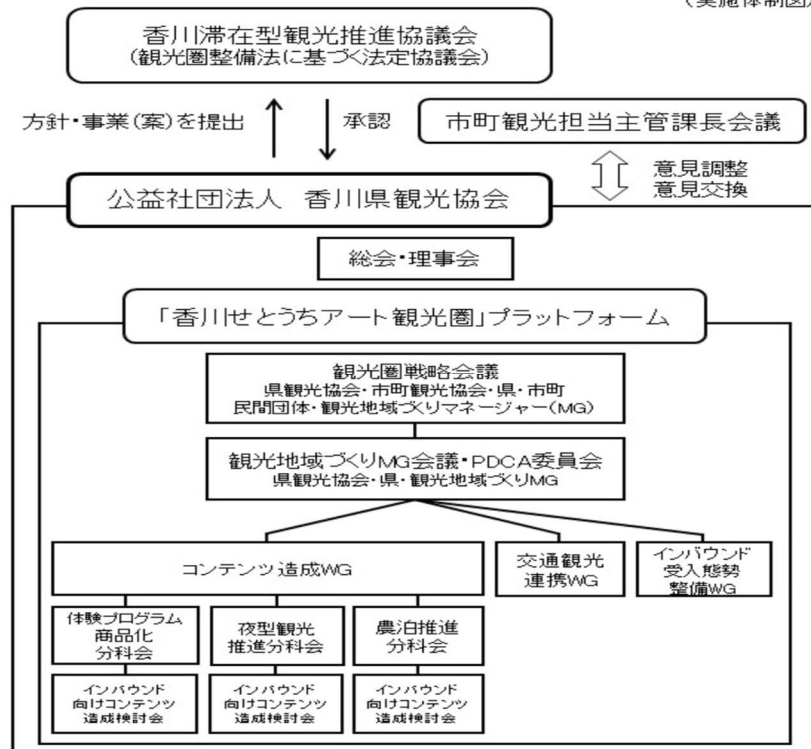 (実施体制図
香川滞在型観光推進協議会
(観光圏整備法に基づく法定協議会)
方針・事業(案)を提出
承認
市町観光担当主管課長会議
意見調整
意見交換
公益社団法人 香川県観光協会
総会・理事会
「香川せとうちアート観光圏」プラットフォーム
観光圏戦略会議
県観光協会・市町観光協会・県・市町
民間団体・観光地域づくりマネージャー(MG)
観光地域づくりMG会議・PDCA委員会
県観光協会・県・観光地域づくりMG
コンテンツ造成WG
交通観光
連携WG
インバウンド
受入態勢
整備WG
体験プログラム
商品化
分科会
夜型観光
推進分科会
農泊推進
分科会
インバウンド
向けコンテンツ
造成検討会
インバウンド
向けコンテンツ
造成検討会
インバウンド
向けコンテンツ
造成検討会